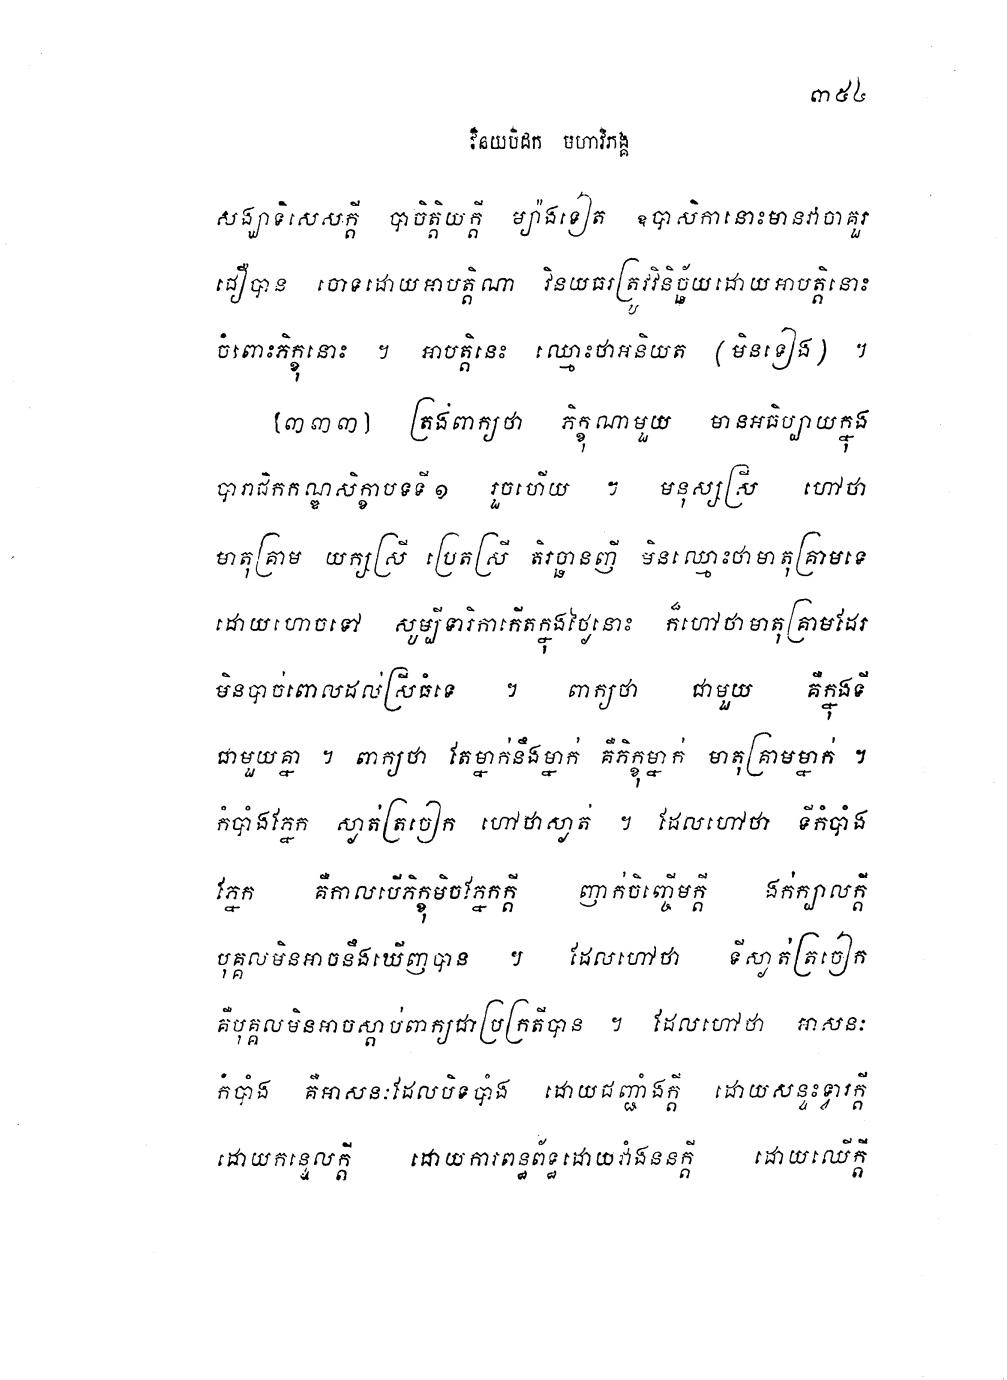 ៣៥៤
វិនយបិដក មហាវិភង្គ
សង្ឃាទិសេសក្ដី បាចិត្តិយក្ដី ម្យ៉ាងទៀត ឧបាសិកានោះមានវាចាគួរ
ជឿបាន ចោទដោយអាបត្តិណា វិនយធរត្រូវវិនិច្ឆ័យដោយអាបត្តិនោះ
ចំពោះភិក្ខុនោះ ។ អាបត្តិនេះ ឈ្មោះថាអនិយត (មិនទៀង) ។
[៣៣៣] ត្រង់ពាក្យថា ភិក្ខុណាមួយ មានអធិប្បាយក្នុង
បារាជិកកណ្ឌសិក្ខាបទទី១ រួចហើយ ។ មនុស្សស្រី ហៅថា
មាតុគ្រាម យក្សស្រី ប្រេតស្រី តិរច្ឆានញី មិនឈ្មោះថាមាតុគ្រាមទេ
ដោយហោចទៅ សូម្បីទារិកាកើតក្នុងថ្ងៃនោះ ក៏ហៅថាមាតុគ្រាមដែរ
មិនបាច់ពោលដល់ស្រីធំទេ ។ ពាក្យថា ជាមួយ គឺក្នុងទី
ជាមួយគ្នា ។ ពាក្យថា តែម្នាក់នឹងម្នាក់ គឺភិក្ខុម្នាក់ មាតុគ្រាមម្នាក់ ។
កំបាំងភ្នែក ស្ងាត់ត្រចៀក ហៅថាស្ងាត់ ។ ដែលហៅថា ទីកំបាំង
ភ្នែក គឺកាលបើភិក្ខុមិចភ្នែកក្ដី ញាក់ចិញ្ចើមក្ដី ងក់ក្បាលក្ដី
បុគ្គលមិនអាចនឹងឃើញបាន ។ ដែលហៅថា ទីស្ងាត់ត្រចៀក
គឺបុគ្គលមិនអាចស្ដាប់ពាក្យជាប្រក្រតីបាន ។ ដែលហៅថា អាសនៈ
កំបាំង គឺអាសនៈដែលបិទបាំង ដោយជញ្ជាំងក្ដី ដោយសន្ទះទ្វារក្ដី
ដោយកន្ទេលក្ដី ដោយការពន្ធព័ទ្ធដោយវាំងននក្ដី ដោយឈើក្ដី